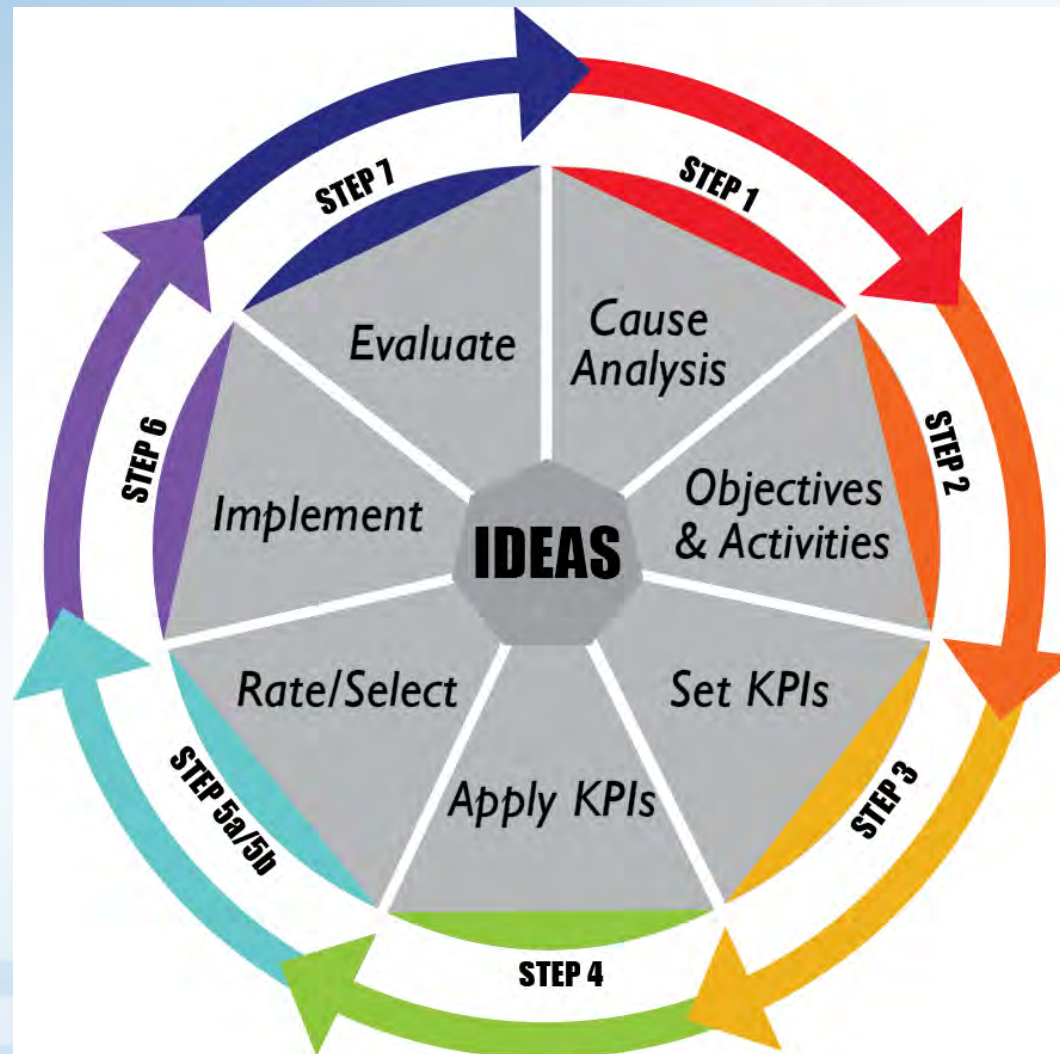 STEP 1
Cause
Analysis
STEP 2
Objectives
& Activities
STEP 3
Set KPIs
STEP 4
Apply KPIs
STEP 5a/5b
Rate/Select
STEP 6
Implement
STEP 7
Evaluate
IDEAS